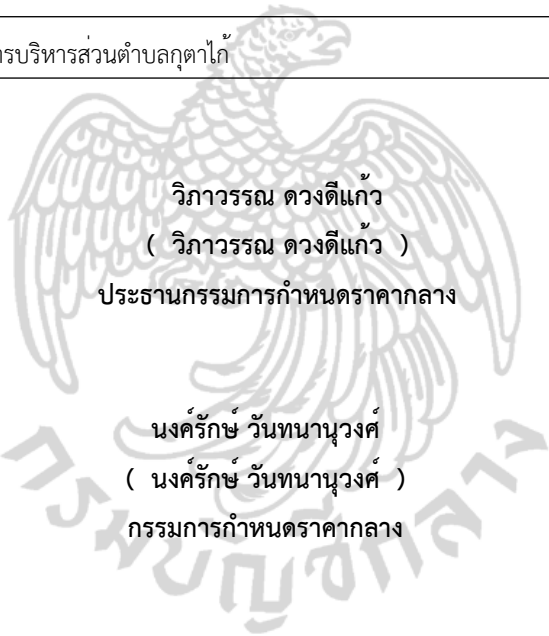 ารบริหารส่วนตำบลกุตาไก้
วิภาวรรณ ดวงดีแก้ว
( วิภาวรรณ ดวงดีแก้ว )
ประธานกรรมการกำหนดราคากลาง
นงค์รักษ์ วันทนานุวงศ์
( นงค์รักษ์ วันทนานุวงศ์ )
กรรมการกำหนดราคากลาง
กรมบัญชีกลาง